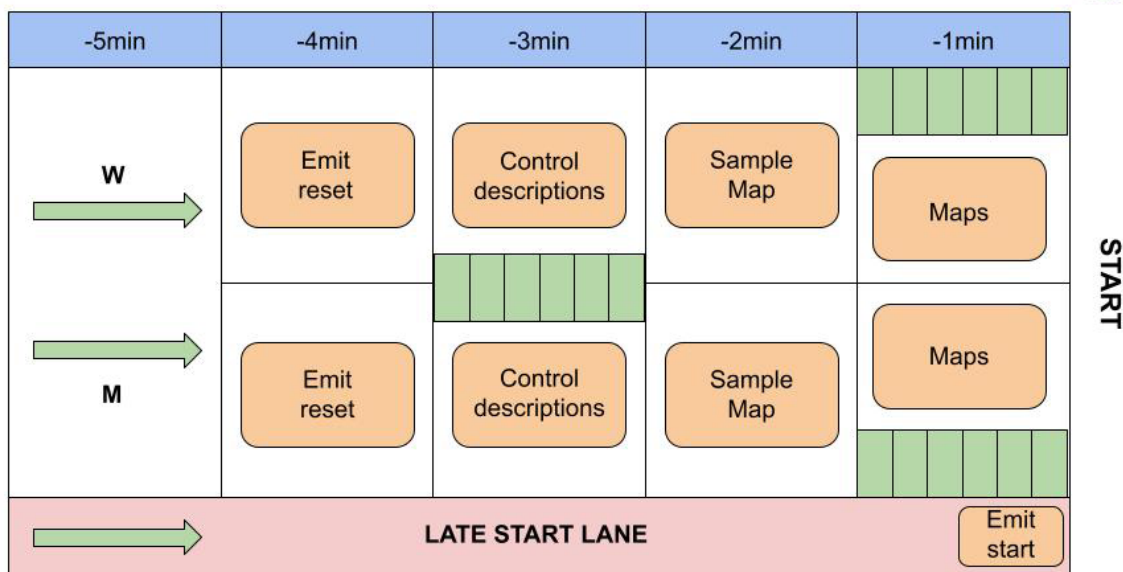 -5min
-4min
-3min
-2min
-1min
W
Emit
reset
Control
descriptions
Sample
Map
Maps
START
M
Emit
reset
Control
descriptions
Sample
Map
Maps
LATE START LANE
Emit
start